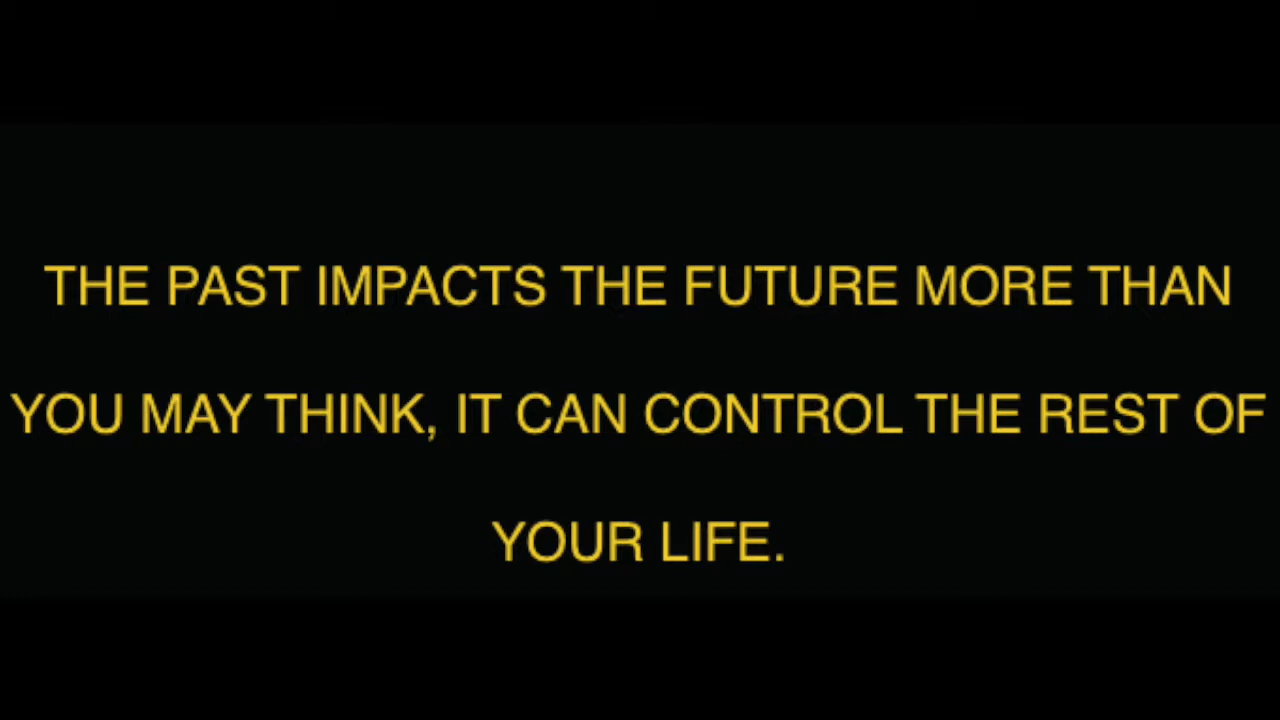 THE PAST IMPACTS THE FUTURE MORE THAN
YOU MAY THINK, IT CAN CONTROL THE REST OF
YOUR LIFE.